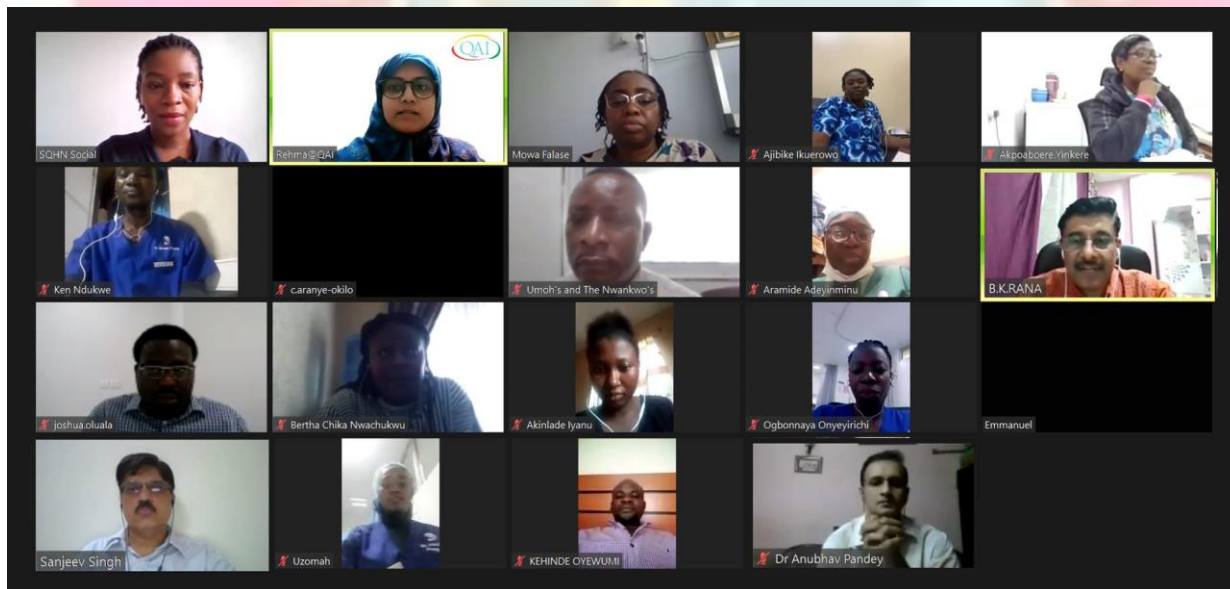 QAI
SQHN Social
Rehma@QAI
Mowa Falase
Ajibike Ikuerowo
Akpoaboere.Yinkere
Ken Ndukwe
c.aranye-okilo
Umoh's and The Nwankwo's
Aramide Adeyinminu
B.K.RANA
joshua.oluala
Bertha Chika Nwachukwu
Akinlade Iyanu
Ogbonnaya Onyeyirichi
Emmanuel
Sanjeev Singh
Uzomah
KEHINDE OYEWUMI
Dr Anubhav Pandey